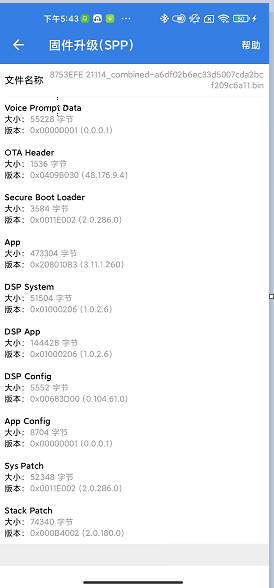 下午5:43
50
固件升级(SPP)
帮助
文件名称
8753EFE 21114_combined-a6df02b6ec33d5007cda2bc
f209c6a11.bin
Voice Prompt Data
大小: 55228 字节
版本: 0x00000001 (0.0.0.1)
OTA Header
大小: 1536 字节
版本: 0x0409B030 (48.176.9.4)
Secure Boot Loader
大小: 3584 字节
版本: 0x0011E002 (2.0.286.0)
App
大小: 473304 字节
版本: 0x208010B3 (3.11.1.260)
DSP System
大小: 51504 字节
版本: 0x01000206 (1.0.2.6)
DSP App
大小: 144428 字节
版本: 0x01000206 (1.0.2.6)
DSP Config
大小: 5552 字节
版本: 0x00683D00 (0.104.61.0)
App Config
大小: 8704 字节
版本: 0x00000001 (0.0.0.1)
Sys Patch
大小: 52348 字节
版本: 0x0011E002 (2.0.286.0)
Stack Patch
大小: 74340 字节
版本: 0x000B4002 (2.0.180.0)